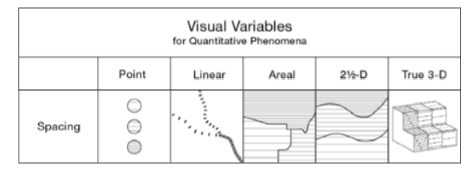 Visual Variables
for Quantitative Phenomena
Point Linear Areal 2½-D True 3-D
Spacing